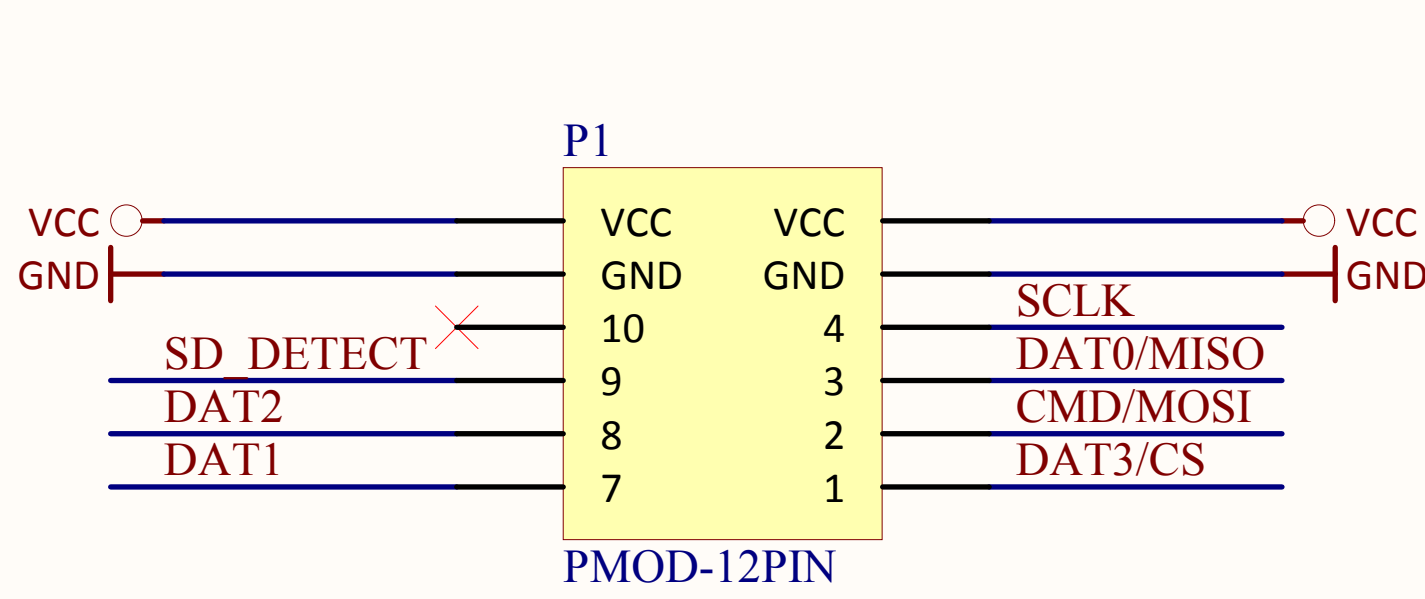 P1
VCC VCC VCC VCC
GND GND GND GND
SCLK
10 4
SD_DETECT DAT0/MISO
9 3
DAT2 CMD/MOSI
8 2
DAT1 DAT3/CS
7 1
PMOD-12PIN